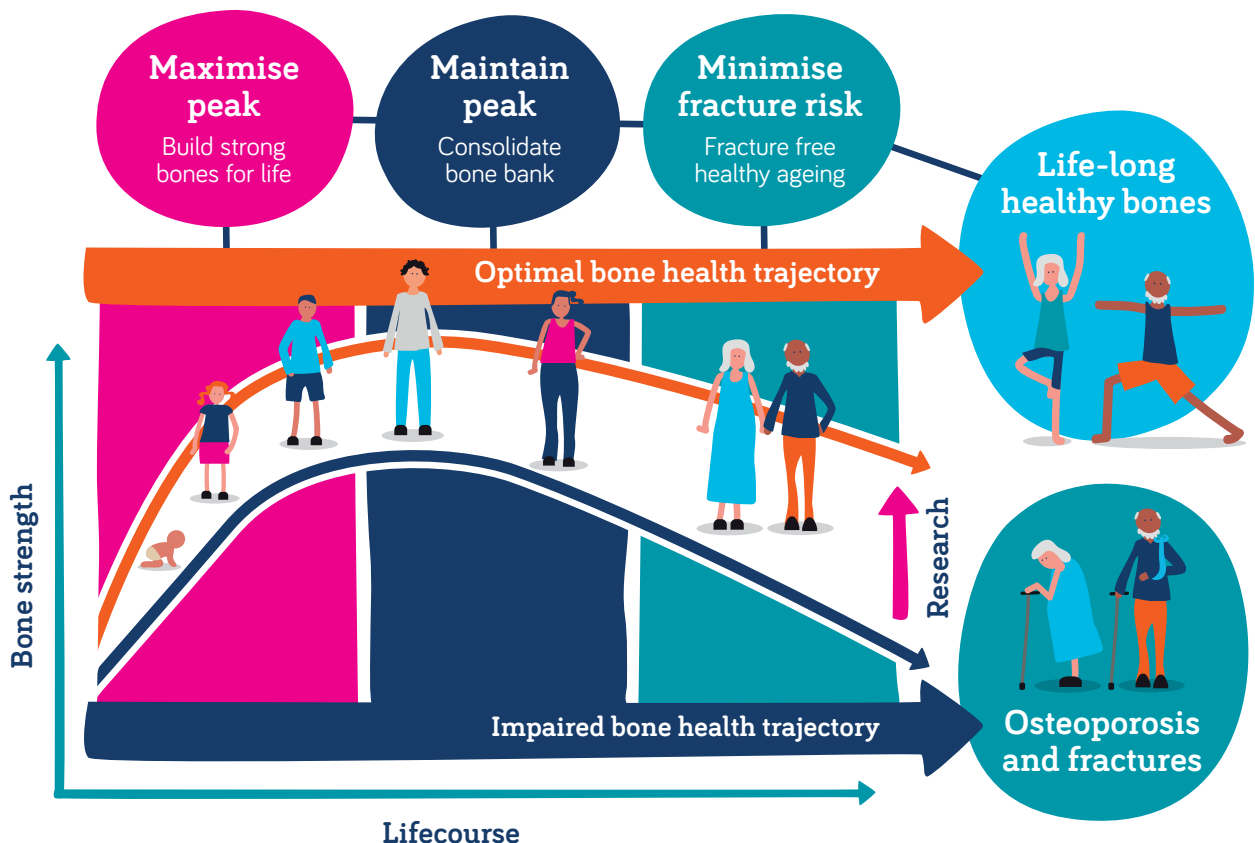 Maximise
peak
Build strong
bones for life
Maintain
peak
Consolidate
bone bank
Minimise
fracture risk
Fracture free
healthy ageing
Life-long
healthy bones
Optimal bone health trajectory
Bone strength
Research
Impaired bone health trajectory
Osteoporosis
and fractures
Lifecourse